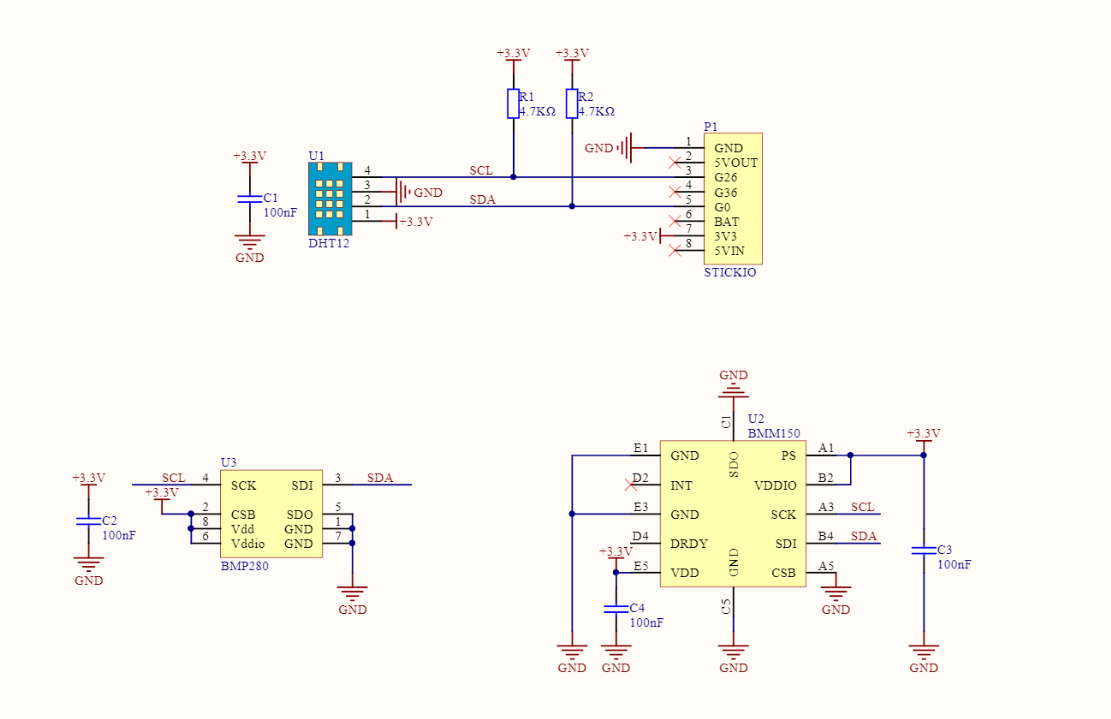 +3.3V
+3.3V
R1
4.7KΩ
R2
4.7KΩ
P1
GND
1
GND
2
5VOUT
3
G26
4
G36
5
G0
6
BAT
7
3V3
8
5VIN
+3.3V
STICKIO
+3.3V
C1
100nF
GND
U1
4
3
2
1
DHT12
SCL
GND
SDA
+3.3V
+3.3V
C2
100nF
GND
U3
SCL
4
SCK
SDI
3
SDA
+3.3V
2
CSB
SDO
5
8
Vdd
GND
1
6
Vddio
GND
7
BMP280
GND
GND
C1
U2
BMM150
E1
GND
SDO
PS
A1
+3.3V
D2
INT
VDDIO
B2
E3
GND
SCK
A3
SCL
D4
DRDY
SDI
B4
SDA
+3.3V
E5
VDD
GND
CSB
A5
C4
100nF
C5
GND
C3
100nF
GND
GND
GND
GND